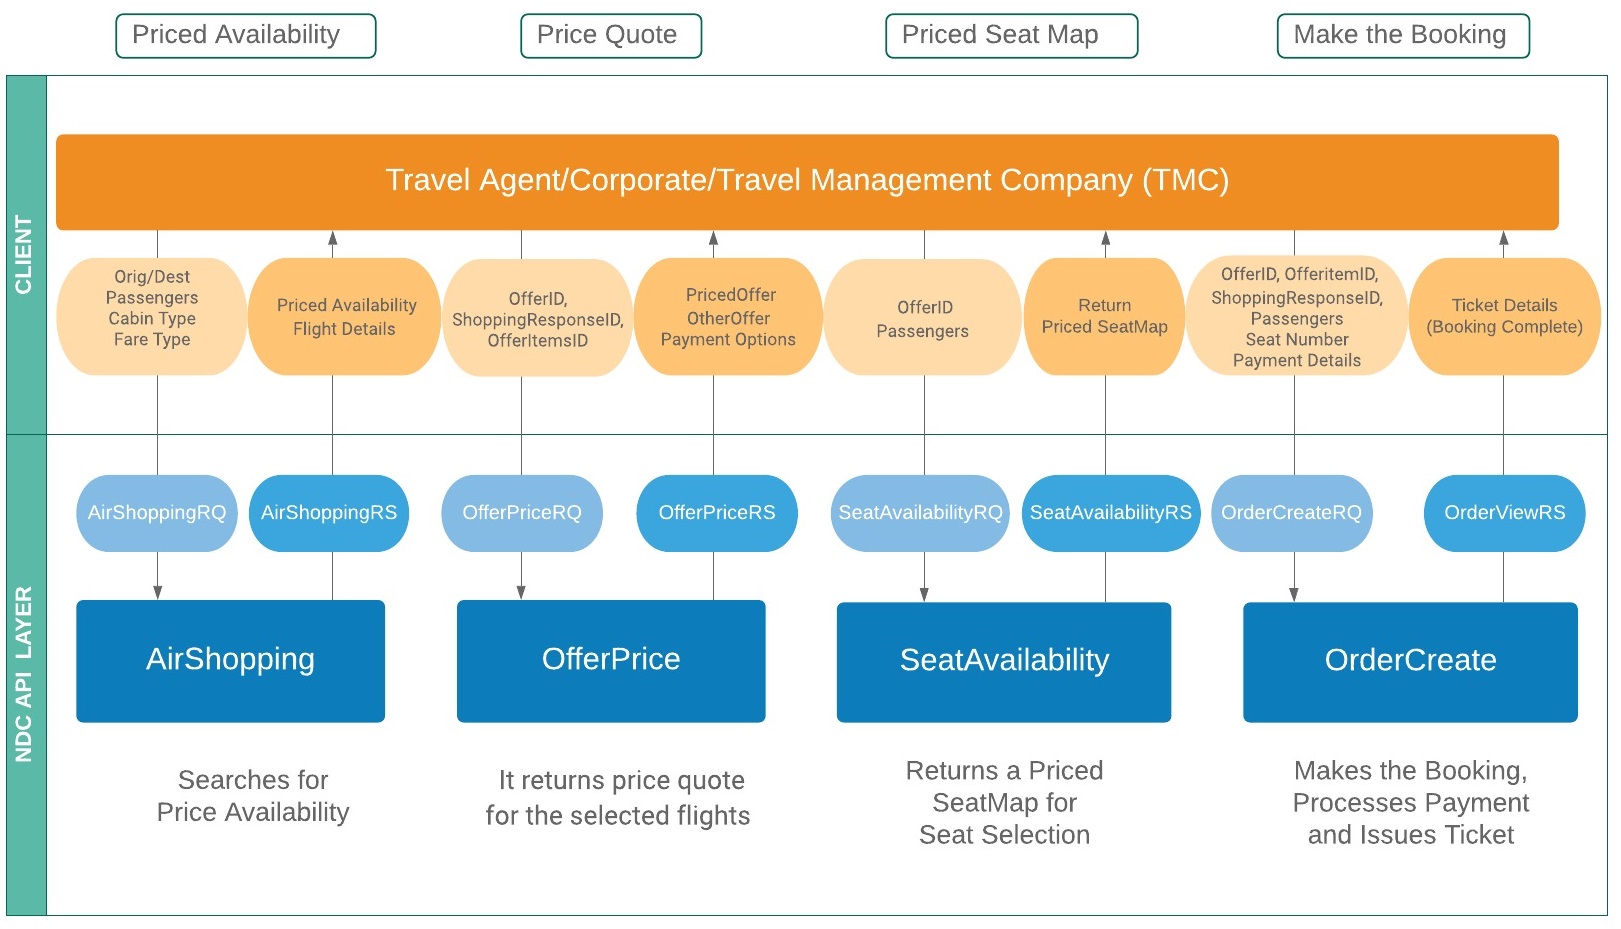 Priced Availability
Price Quote
Priced Seat Map
Make the Booking
CLIENT
Travel Agent/Corporate/Travel Management Company (TMC)
Orig/Dest
Passengers
Cabin Type
Fare Type
Priced Availability
Flight Details
OfferID,
ShoppingResponseID,
OfferItemsID
PricedOffer
OtherOffer
Payment Options
OfferID
Passengers
Return
Priced SeatMap
OfferID, OfferitemID,
ShoppingResponseID,
Passengers
Seat Number
Payment Details
Ticket Details
(Booking Complete)
NDC API LAYER
AirShoppingRQ
AirShoppingRS
OfferPriceRQ
OfferPriceRS
SeatAvailabilityRQ
SeatAvailabilityRS
OrderCreateRQ
OrderViewRS
AirShopping
OfferPrice
SeatAvailability
OrderCreate
Searches for
Price Availability
It returns price quote
for the selected flights
Returns a Priced
SeatMap for
Seat Selection
Makes the Booking,
Processes Payment
and Issues Ticket